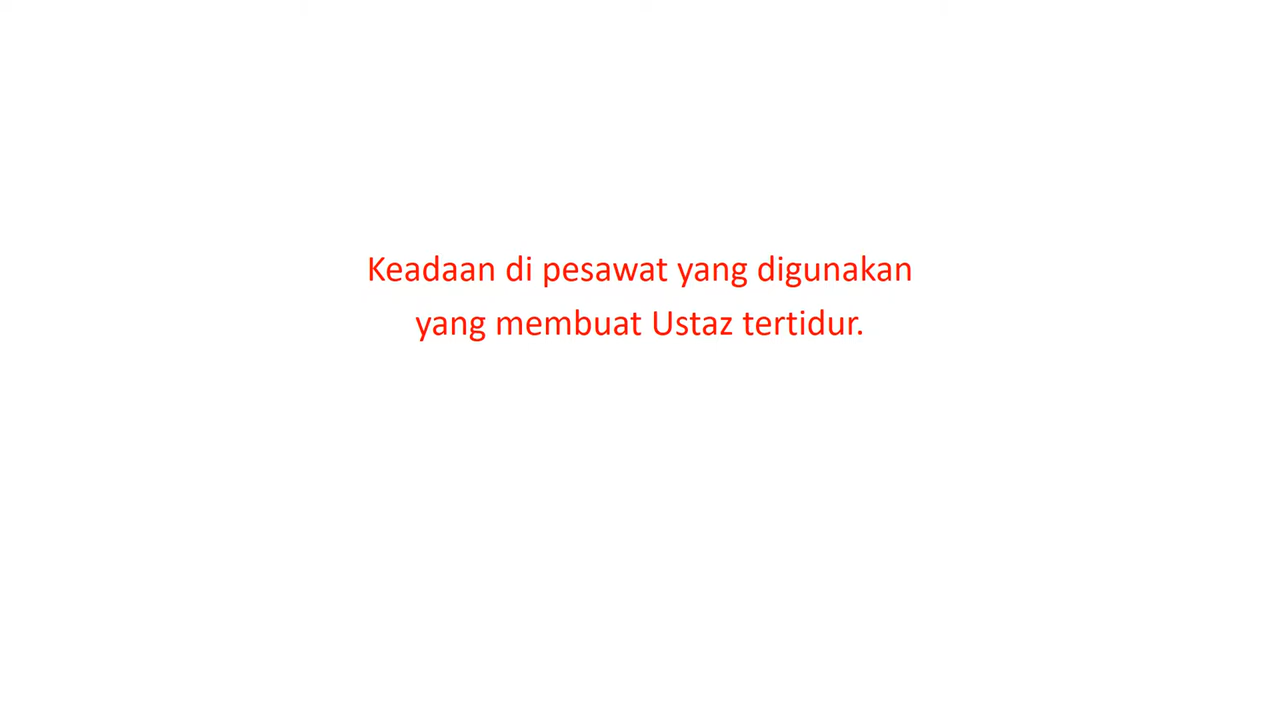 Keadaan di pesawat yang digunakan
yang membuat Ustaz tertidur.